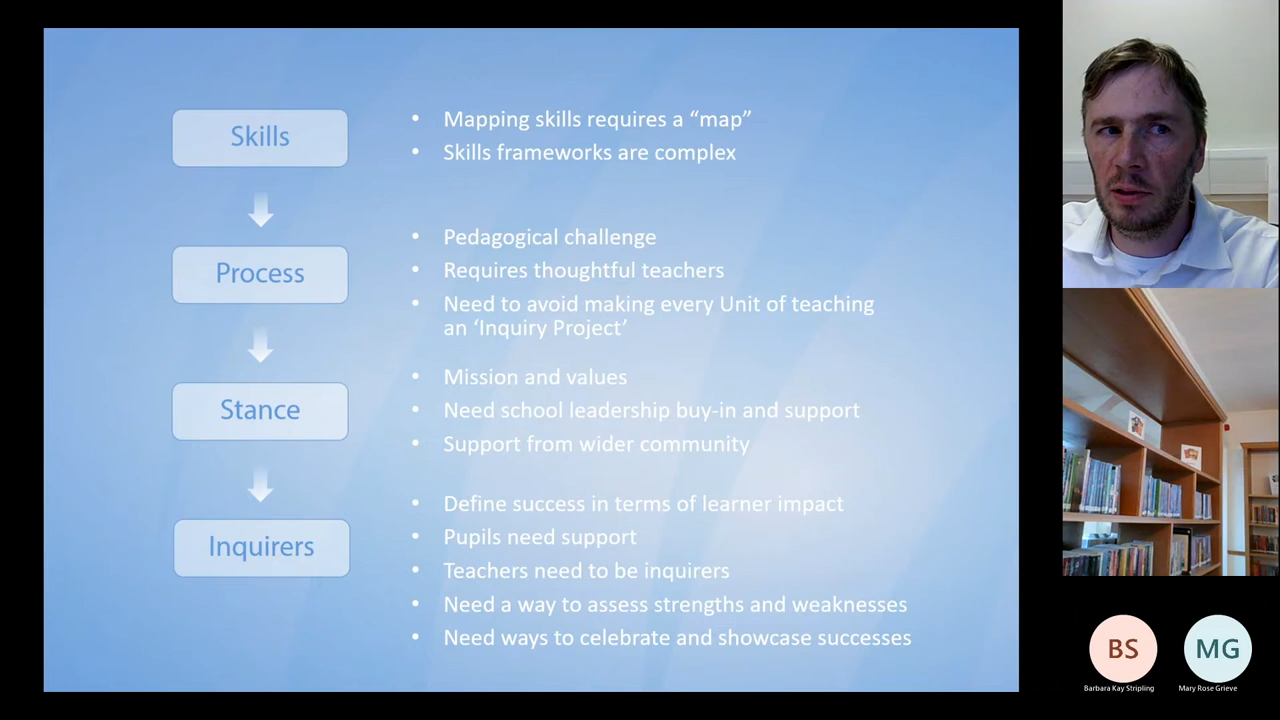 Skills
• Mapping skills requires a “map”
• Skills frameworks are complex
Process
• Pedagogical challenge
• Requires thoughtful teachers
• Need to avoid making every Unit of teaching
an ‘Inquiry Project’
Stance
• Mission and values
• Need school leadership buy-in and support
• Support from wider community
Inquirers
• Define success in terms of learner impact
• Pupils need support
• Teachers need to be inquirers
• Need a way to assess strengths and weaknesses
• Need ways to celebrate and showcase successes
BS
MG
Barbara Kay Stripling
Mary Rose Grieve